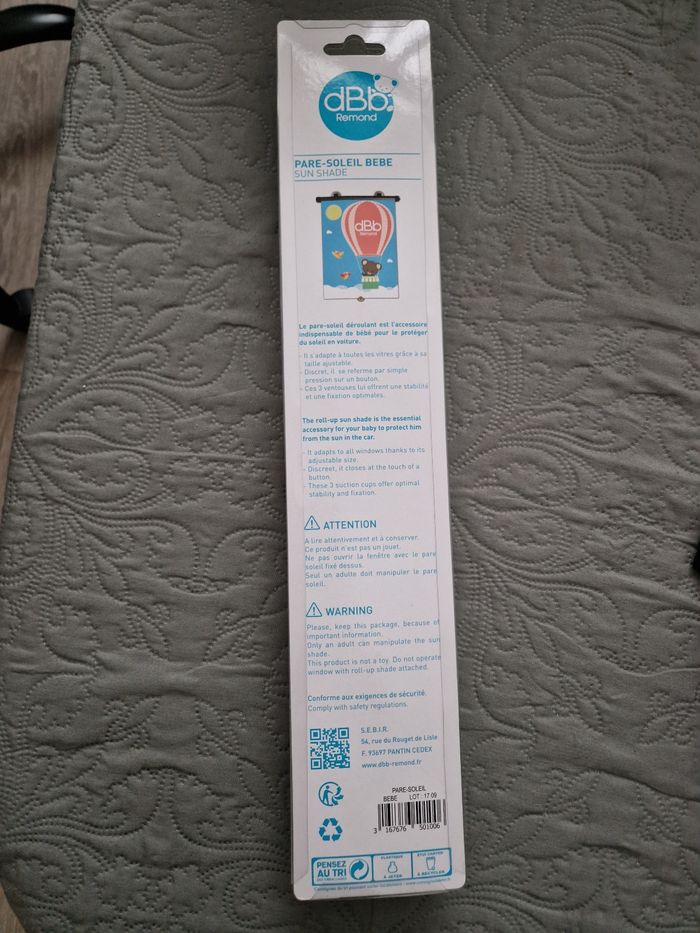 dBb
Remond
PARE-SOLEIL BEBE
SUN SHADE
dBb
Remond
Le pare-soleil déroulant est l'accessoire
indispensable de bébé pour le protéger
du soleil en voiture.
- Il s'adapte à toutes les vitres grâce à sa
taille ajustable.
- Discret, il se referme par simple
pression sur un bouton.
- Ces 3 ventouses lui offrent une stabilité
et une fixation optimales.
The roll-up sun shade is the essential
accessory for your baby to protect him
from the sun in the car.
- It adapts to all windows thanks to its
adjustable size.
- Discreet, it closes at the touch of a
button.
- These 3 suction cups offer optimal
stability and fixation.
ATTENTION
A lire attentivement et à conserver.
Ce produit n'est pas un jouet.
Ne pas ouvrir la fenêtre avec le pare
soleil fixé dessus.
Seul un adulte doit manipuler le pare
soleil.
WARNING
Please, keep this package, because of
important information.
Only an adult can manipulate the sun
shade.
This product is not a toy. Do not operate
window with roll-up shade attached.
Conforme aux exigences de sécurité.
Comply with safety regulations.
S.E.B.I.R.
54, rue du Rouget de Lisle
F. 93697 PANTIN CEDEX
www.dbb-remond.fr
PARE-SOLEIL
BEBE LOT : 17 09
3 167676 501006
PENSEZ
AU TRI
PLASTIQUE
À JETER
ÉTUI CARTON
À RECYCLER